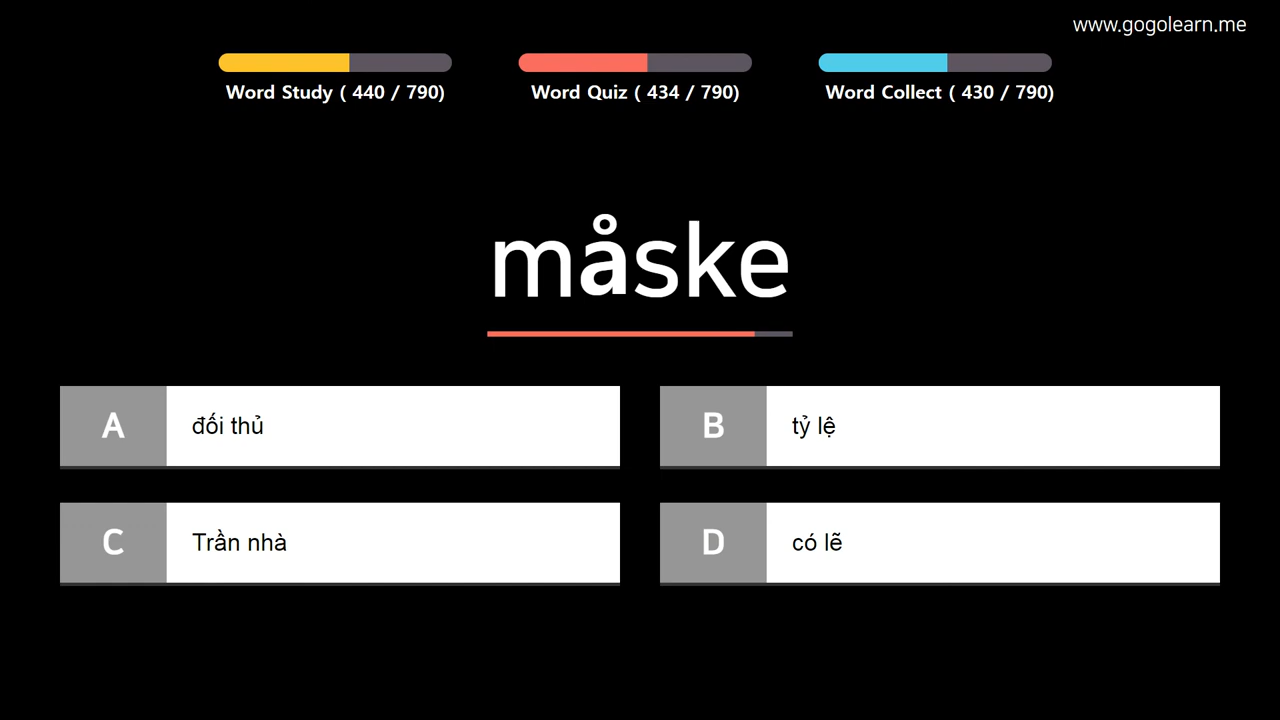 www.gogolearn.me
Word Study ( 440 / 790)
Word Quiz ( 434 / 790)
Word Collect ( 430 / 790)
måske
A đối thủ
B tỷ lệ
C Trần nhà
D có lẽ